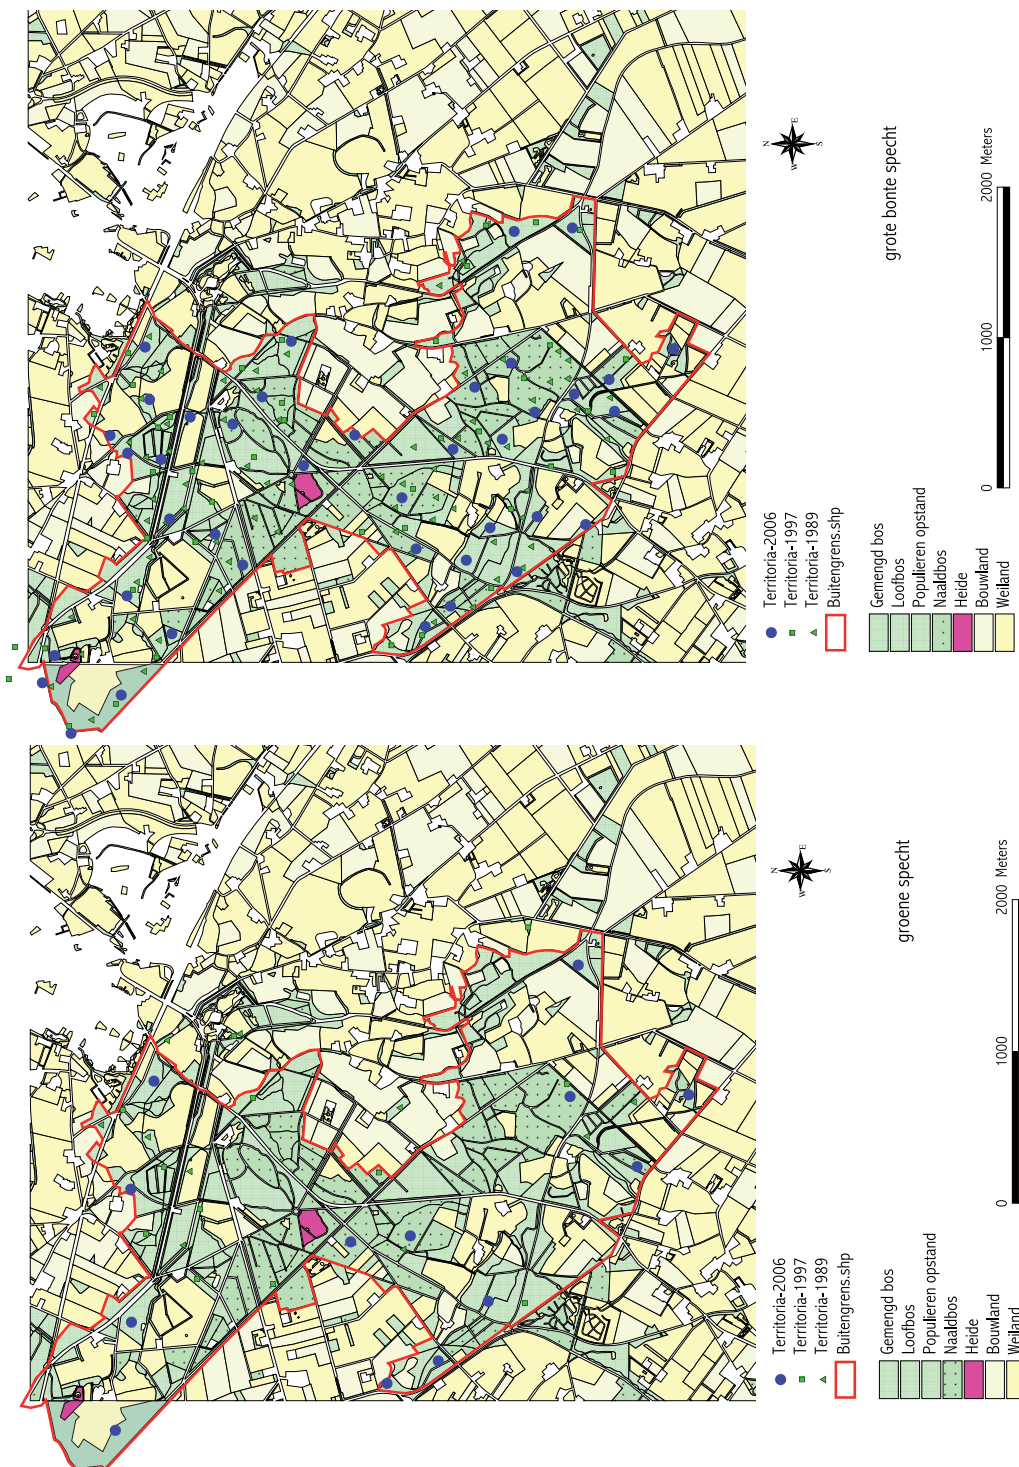 N
E
S
W
grote bonte specht
0 1000 2000 Meters
Territoria-2006
Territoria-1997
Territoria-1989
Buitengrens.shp
Gemengd bos
Loofbos
Populieren opstand
Naaldbos
Heide
Bouwland
Weiland
N
E
S
W
groene specht
0 1000 2000 Meters
Territoria-2006
Territoria-1997
Territoria-1989
Buitengrens.shp
Gemengd bos
Loofbos
Populieren opstand
Naaldbos
Heide
Bouwland
Weiland